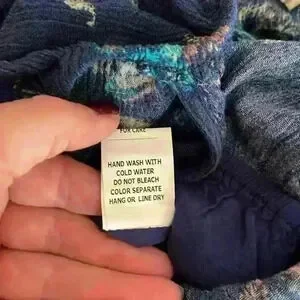 FOR CARE
HAND WASH WITH
COLD WATER
DO NOT BLEACH
COLOR SEPARATE
HANG OR LINE DRY